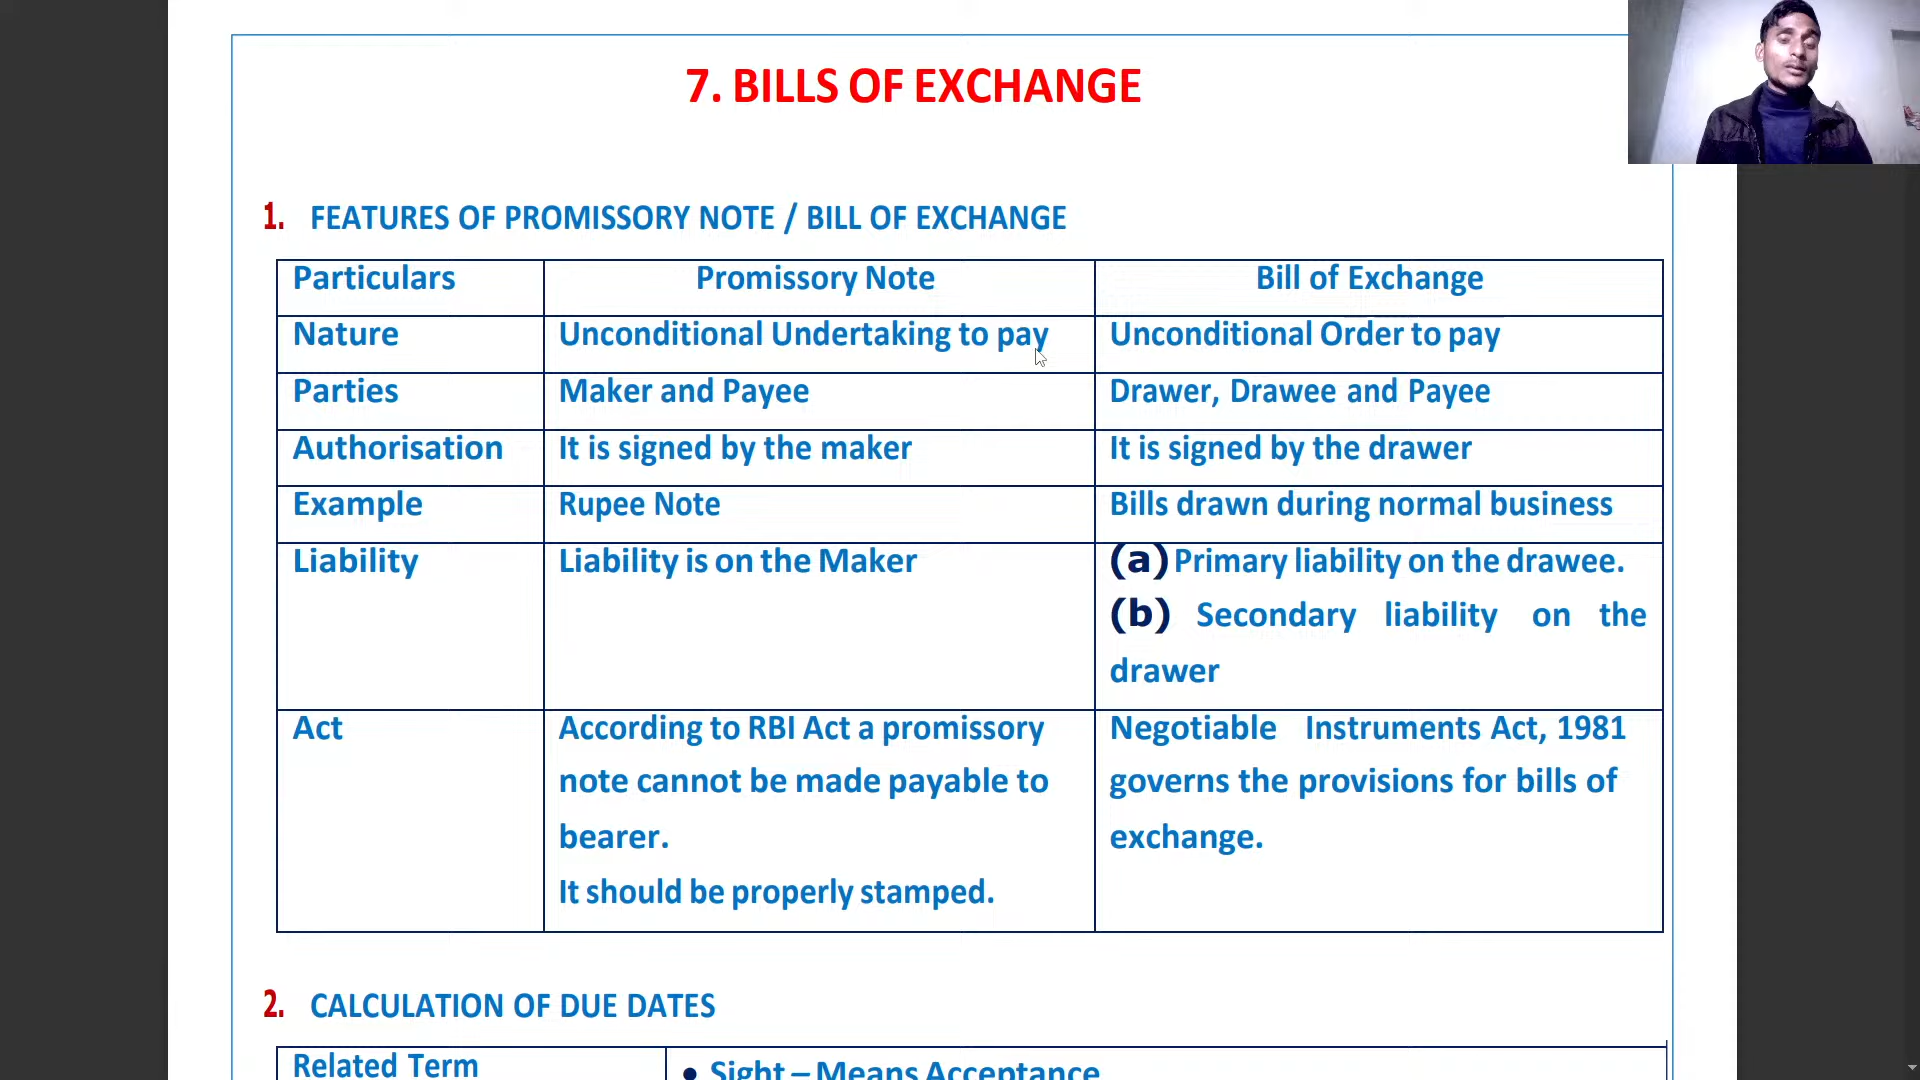 7. BILLS OF EXCHANGE
1. FEATURES OF PROMISSORY NOTE / BILL OF EXCHANGE
Particulars Promissory Note Bill of Exchange
Nature Unconditional Undertaking to pay Unconditional Order to pay
Parties Maker and Payee Drawer, Drawee and Payee
Authorisation It is signed by the maker It is signed by the drawer
Example Rupee Note Bills drawn during normal business
Liability Liability is on the Maker (a) Primary liability on the drawee.
(b) Secondary liability on the
drawer
Act According to RBI Act a promissory Negotiable Instruments Act, 1981
note cannot be made payable to governs the provisions for bills of
bearer. exchange.
It should be properly stamped.
2. CALCULATION OF DUE DATES
Related Term • Sight – Means Acceptance